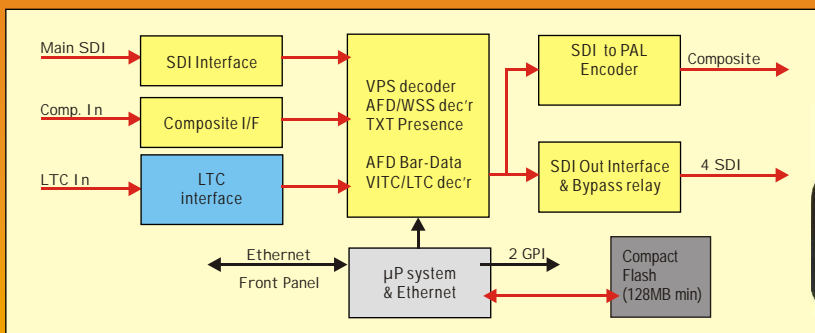 Main SDI
SDI Interface
Comp. In
Composite I/F
LTC In
LTC
interface
VPS decoder
AFD/WSS dec'r
TXT Presence
AFD Bar-Data
VITC/LTC dec'r
SDI to PAL
Encoder
Composite
SDI Out Interface
& Bypass relay
4 SDI
Ethernet
Front Panel
µP system
& Ethernet
2 GPI
Compact
Flash
(128MB min)